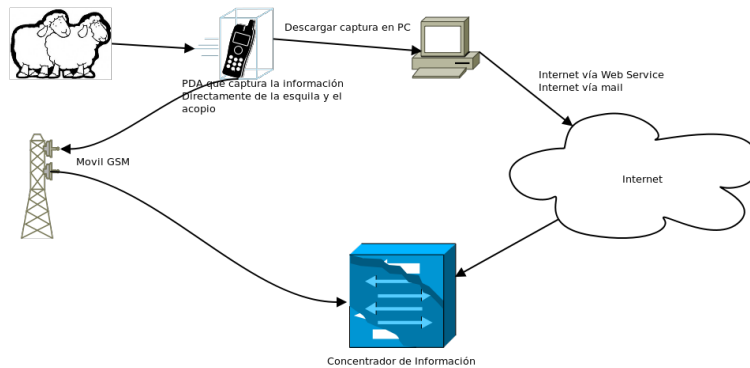 Descargar captura en PC
PDA que captura la información
Directamente de la esquila y el
acopio
Internet vía Web Service
Internet vía mail
Movil GSM
Internet
Concentrador de Información